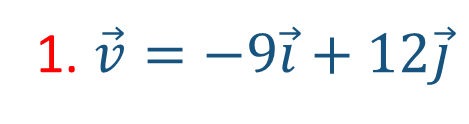 1. v⃗ = −9i⃗ + 12j⃗